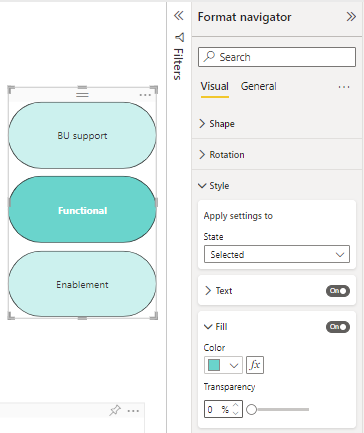 Format navigator
Search
Visual General
Shape
Rotation
Style
Apply settings to
State
Selected
Text On
Fill On
Color
fx
Transparency
0 %
Filters
BU support
Functional
Enablement